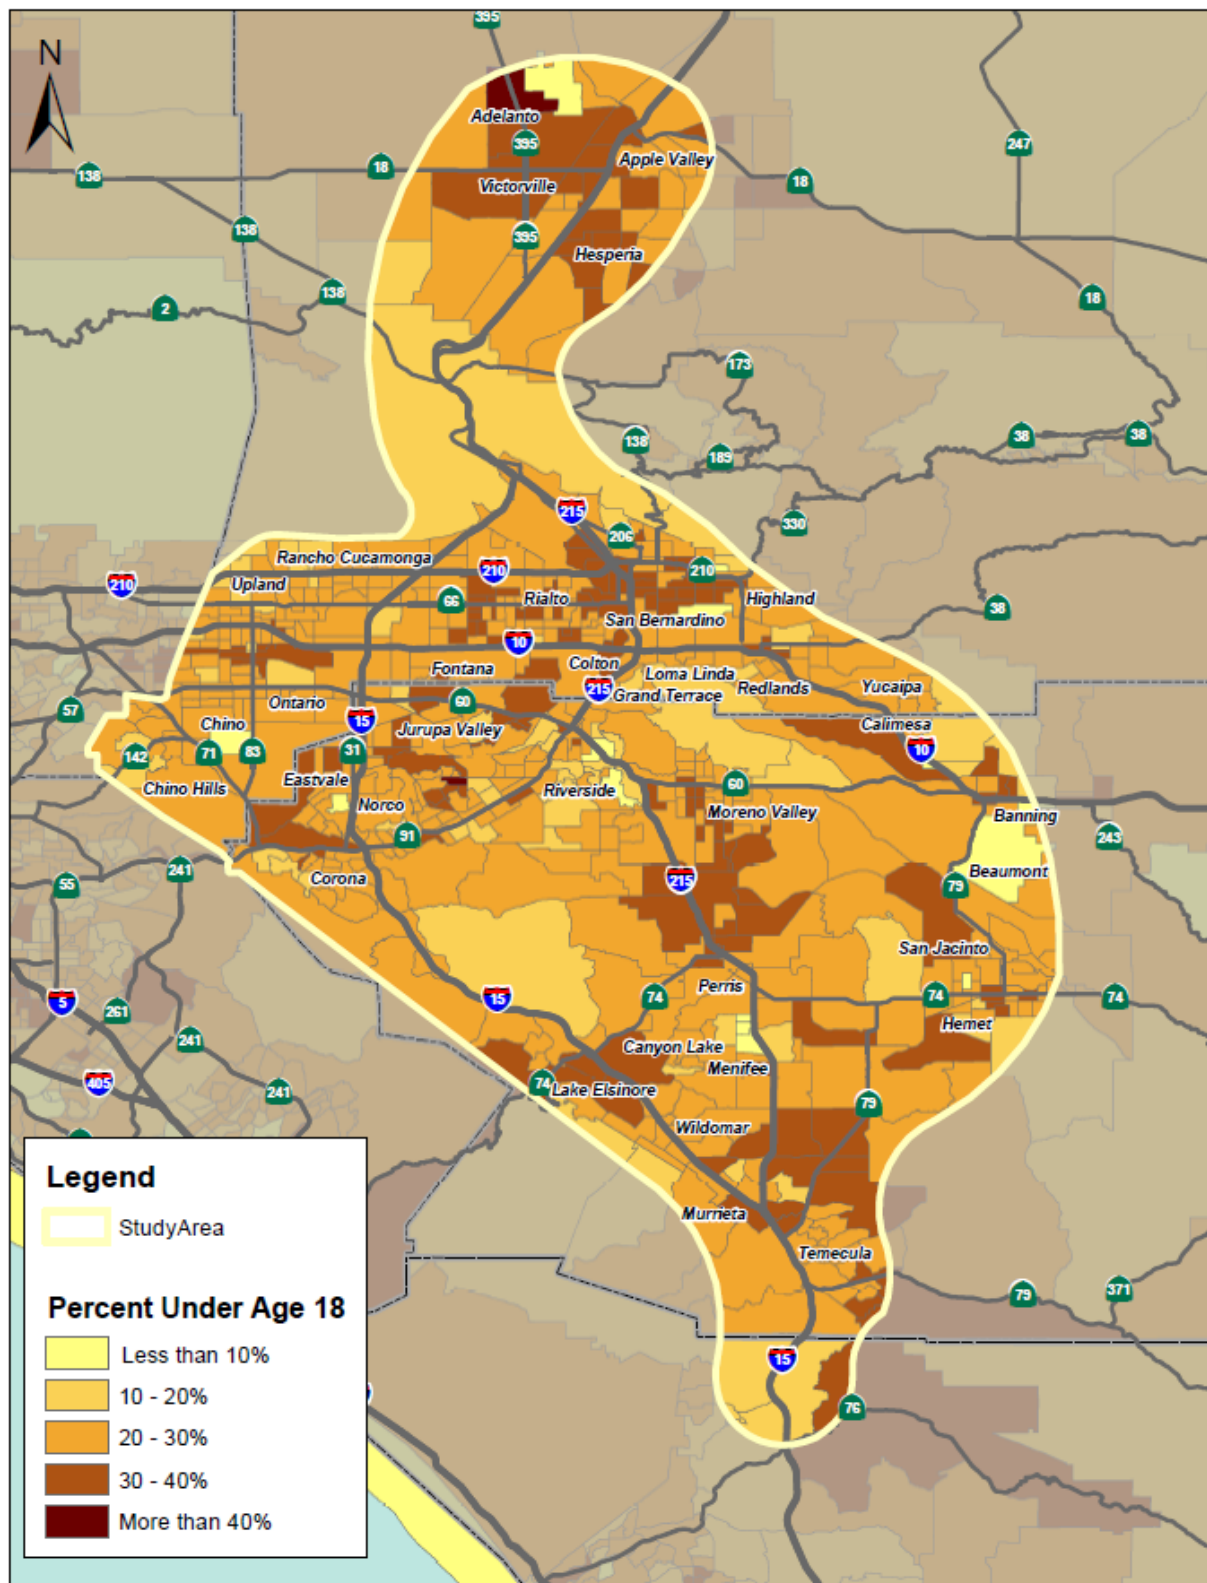 395
N
Adelanto
395
247
138
18
Apple Valley
18
Victorville
138
395
Hesperia
138
2
18
173
138
189
38
38
215
330
206
Rancho Cucamonga
210
210
210
Upland
66
Rialto
Highland
38
San Bernardino
10
Fontana
Colton
Loma Linda
215
Grand Terrace
Redlands
Yucaipa
57
Ontario
60
Chino
15
Jurupa Valley
Calimesa
142
71
83
31
10
Eastvale
Chino Hills
Norco
Riverside
60
Moreno Valley
Banning
91
243
241
Corona
215
Beaumont
55
79
San Jacinto
5
261
15
74
Perris
74
74
Hemet
241
Canyon Lake
Menifee
405
241
74
Lake Elsinore
79
Wildomar
Murrieta
Temecula
79
371
15
76
Legend
StudyArea
Percent Under Age 18
Less than 10%
10 - 20%
20 - 30%
30 - 40%
More than 40%